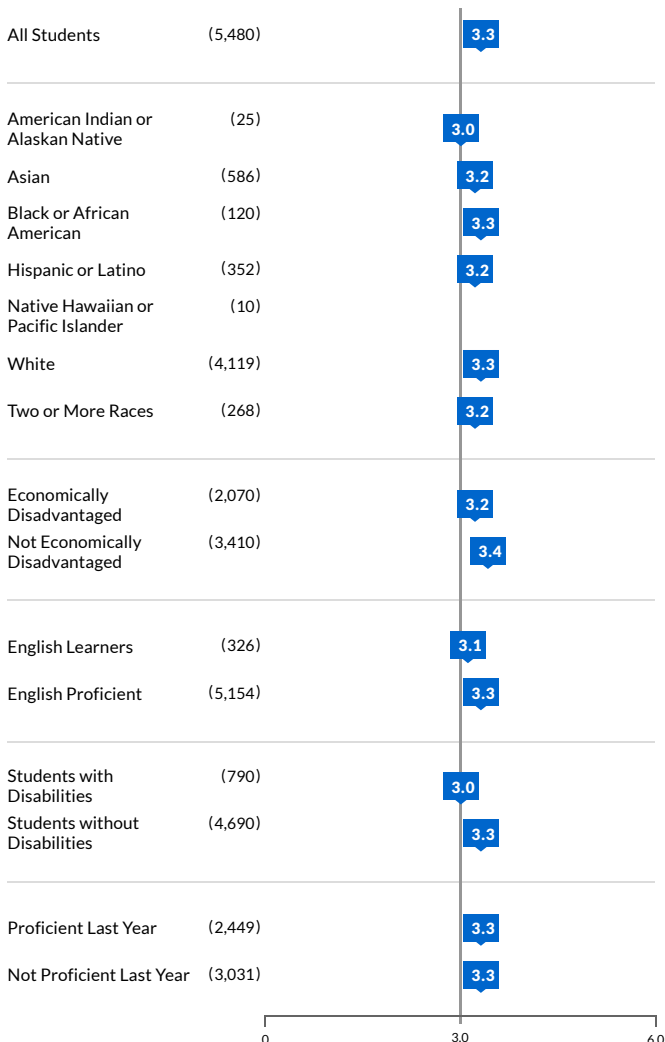 All Students (5,480) 3.3
American Indian or (25)
Alaskan Native 3.0
Asian (586) 3.2
Black or African (120)
American 3.3
Hispanic or Latino (352) 3.2
Native Hawaiian or (10)
Pacific Islander
White (4,119) 3.3
Two or More Races (268) 3.2
Economically (2,070)
Disadvantaged 3.2
Not Economically (3,410)
Disadvantaged 3.4
English Learners (326) 3.1
English Proficient (5,154) 3.3
Students with (790)
Disabilities 3.0
Students without (4,690)
Disabilities 3.3
Proficient Last Year (2,449) 3.3
Not Proficient Last Year (3,031) 3.3
0 3.0 6.0